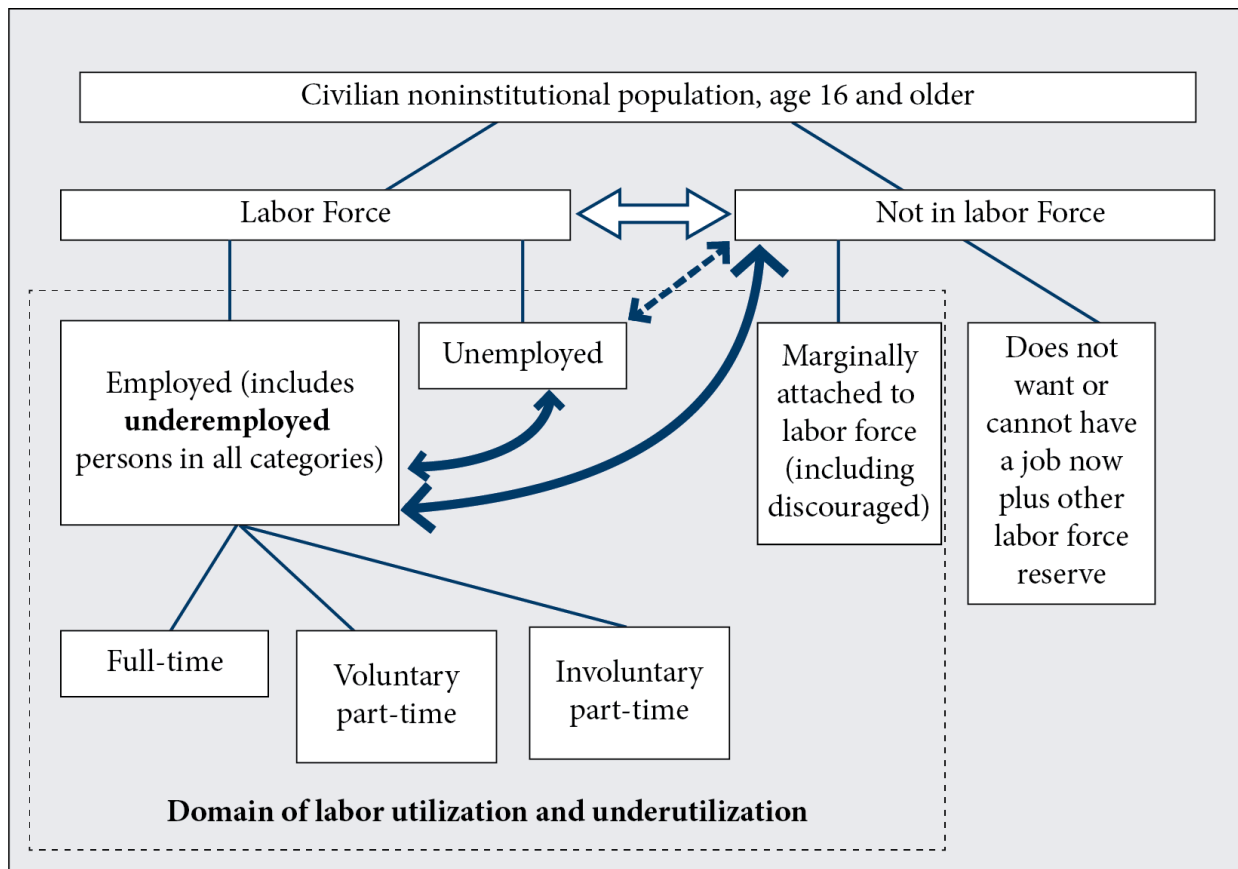 Civilian noninstitutional population, age 16 and older
Labor Force
Not in labor Force
Employed (includes
underemployed
persons in all categories)
Unemployed
Marginally
attached to
labor force
(including
discouraged)
Does not
want or
cannot have
a job now
plus other
labor force
reserve
Full-time
Voluntary
part-time
Involuntary
part-time
Domain of labor utilization and underutilization